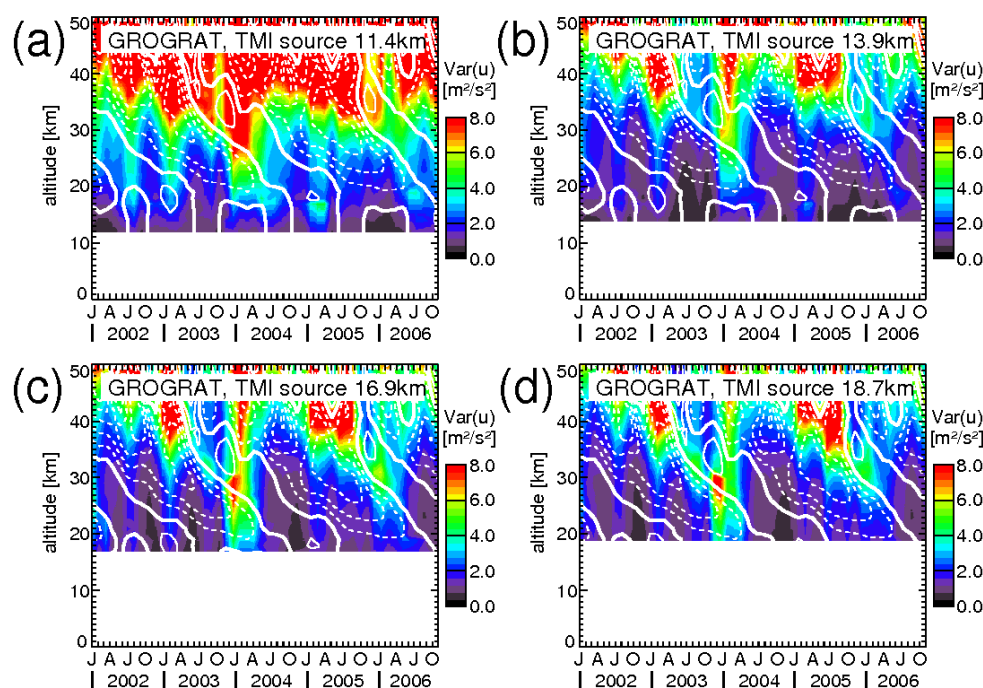 (a)
GROGRAT, TMI source 11.4km
altitude [km]
50
40
30
20
10
0
J A J O J A J O J A J O J A J O J A J O
2002 2003 2004 2005 2006
Var(u)
[m²/s²]
8.0
6.0
4.0
2.0
0.0
(b)
GROGRAT, TMI source 13.9km
altitude [km]
50
40
30
20
10
0
J A J O J A J O J A J O J A J O J A J O
2002 2003 2004 2005 2006
Var(u)
[m²/s²]
8.0
6.0
4.0
2.0
0.0
(c)
GROGRAT, TMI source 16.9km
altitude [km]
50
40
30
20
10
0
J A J O J A J O J A J O J A J O J A J O
2002 2003 2004 2005 2006
Var(u)
[m²/s²]
8.0
6.0
4.0
2.0
0.0
(d)
GROGRAT, TMI source 18.7km
altitude [km]
50
40
30
20
10
0
J A J O J A J O J A J O J A J O J A J O
2002 2003 2004 2005 2006
Var(u)
[m²/s²]
8.0
6.0
4.0
2.0
0.0